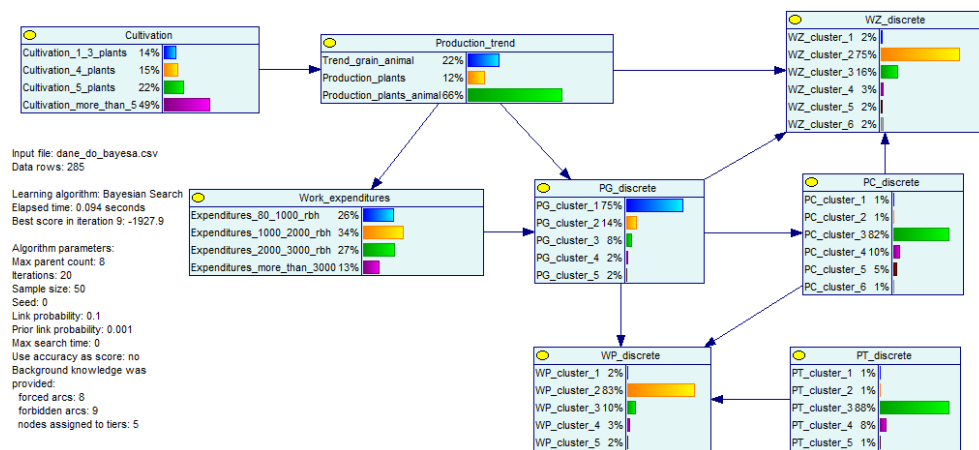 Cultivation
Cultivation_1_3_plants 14%
Cultivation_4_plants 15%
Cultivation_5_plants 22%
Cultivation_more_than_5 49%
Production_trend
Trend_grain_animal 22%
Production_plants 12%
Production_plants_animal 66%
WZ_discrete
WZ_cluster_1 2%
WZ_cluster_2 75%
WZ_cluster_3 16%
WZ_cluster_4 3%
WZ_cluster_5 2%
WZ_cluster_6 2%
Input file: dane_do_bayesa.csv
Data rows: 285
Learning algorithm: Bayesian Search
Elapsed time: 0.094 seconds
Best score in iteration 9: -1927.9
Algorithm parameters:
Max parent count: 8
Iterations: 20
Sample size: 50
Seed: 0
Link probability: 0.1
Prior link probability: 0.001
Max search time: 0
Use accuracy as score: no
Background knowledge was
provided:
forced arcs: 8
forbidden arcs: 9
nodes assigned to tiers: 5
Work_expenditures
Expenditures_80_1000_rbh 26%
Expenditures_1000_2000_rbh 34%
Expenditures_2000_3000_rbh 27%
Expenditures_more_than_3000 13%
PG_discrete
PG_cluster_1 75%
PG_cluster_2 14%
PG_cluster_3 8%
PG_cluster_4 2%
PG_cluster_5 2%
PC_discrete
PC_cluster_1 1%
PC_cluster_2 1%
PC_cluster_3 82%
PC_cluster_4 10%
PC_cluster_5 5%
PC_cluster_6 1%
WP_discrete
WP_cluster_1 2%
WP_cluster_2 83%
WP_cluster_3 10%
WP_cluster_4 3%
WP_cluster_5 2%
PT_discrete
PT_cluster_1 1%
PT_cluster_2 1%
PT_cluster_3 88%
PT_cluster_4 8%
PT_cluster_5 1%